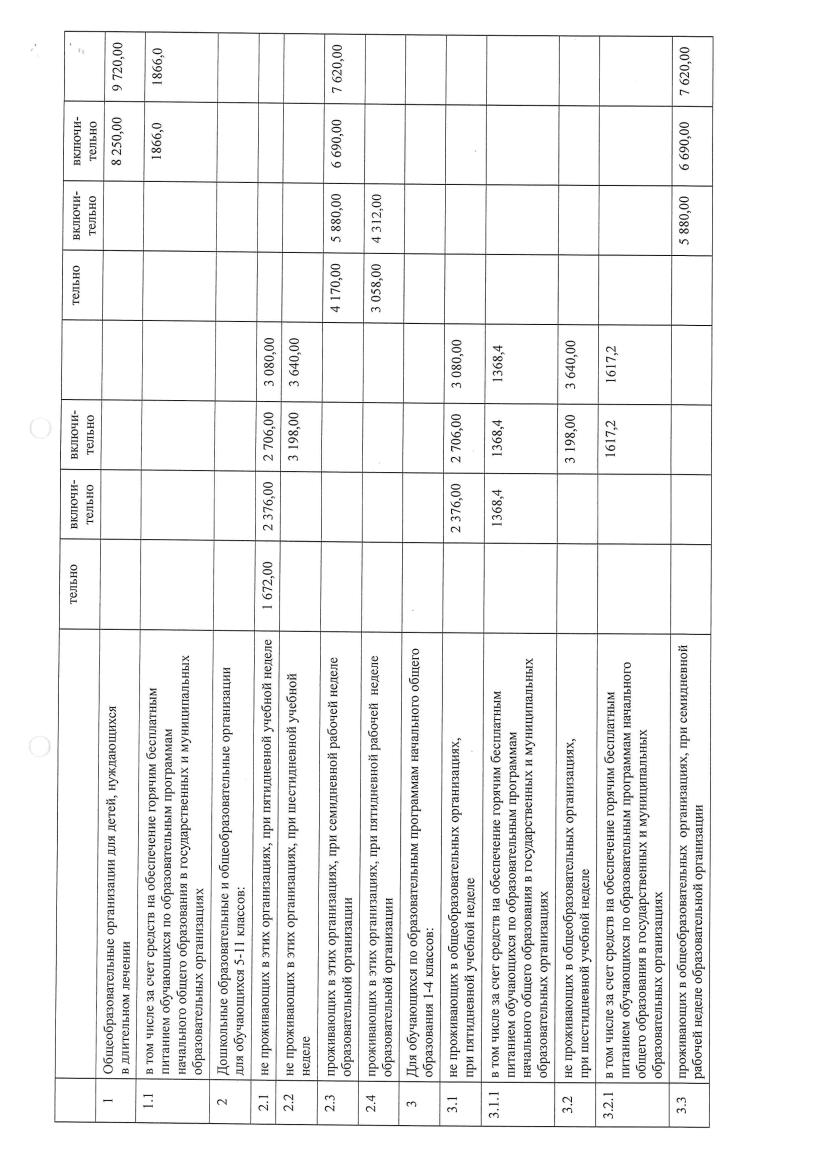 тельно включи- включи- тельно включи- включи-
тельно тельно тельно тельно
1 Общеобразовательные организации для детей, нуждающихся 8 250,00 9 720,00
в длительном лечении
1.1 в том числе за счет средств на обеспечение горячим бесплатным 1866,0 1866,0
питанием обучающихся по образовательным программам
начального общего образования в государственных и муниципальных
образовательных организациях
2 Дошкольные образовательные и общеобразовательные организации
для обучающихся 5-11 классов:
2.1 не проживающих в этих организациях, при пятидневной учебной неделе 1 672,00 2 376,00 2 706,00 3 080,00
2.2 не проживающих в этих организациях, при шестидневной учебной 3 198,00 3 640,00
неделе
2.3 проживающих в этих организациях, при семидневной рабочей неделе 4 170,00 5 880,00 6 690,00 7 620,00
образовательной организации
2.4 проживающих в этих организациях, при пятидневной рабочей неделе 3 058,00 4 312,00
образовательной организации
3 Для обучающихся по образовательным программам начального общего
образования 1-4 классов:
3.1 не проживающих в общеобразовательных организациях, 2 376,00 2 706,00 3 080,00
при пятидневной учебной неделе
3.1.1 в том числе за счет средств на обеспечение горячим бесплатным 1368,4 1368,4 1368,4
питанием обучающихся по образовательным программам
начального общего образования в государственных и муниципальных
образовательных организациях
3.2 не проживающих в общеобразовательных организациях, 3 198,00 3 640,00
при шестидневной учебной неделе
3.2.1 в том числе за счет средств на обеспечение горячим бесплатным 1617,2 1617,2
питанием обучающихся по образовательным программам начального
общего образования в государственных и муниципальных
образовательных организациях
3.3 проживающих в общеобразовательных организациях, при семидневной 5 880,00 6 690,00 7 620,00
рабочей неделе образовательной организации